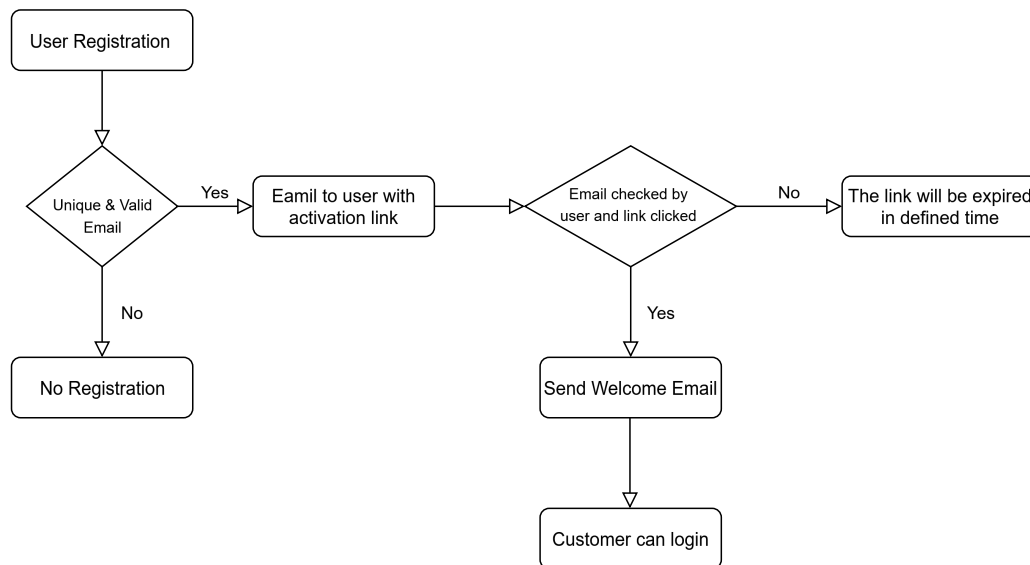 User Registration
Unique & Valid
Email
Yes
Eamil to user with
activation link
Email checked by
user and link clicked
No
The link will be expired
in defined time
No
Yes
No Registration
Send Welcome Email
Customer can login